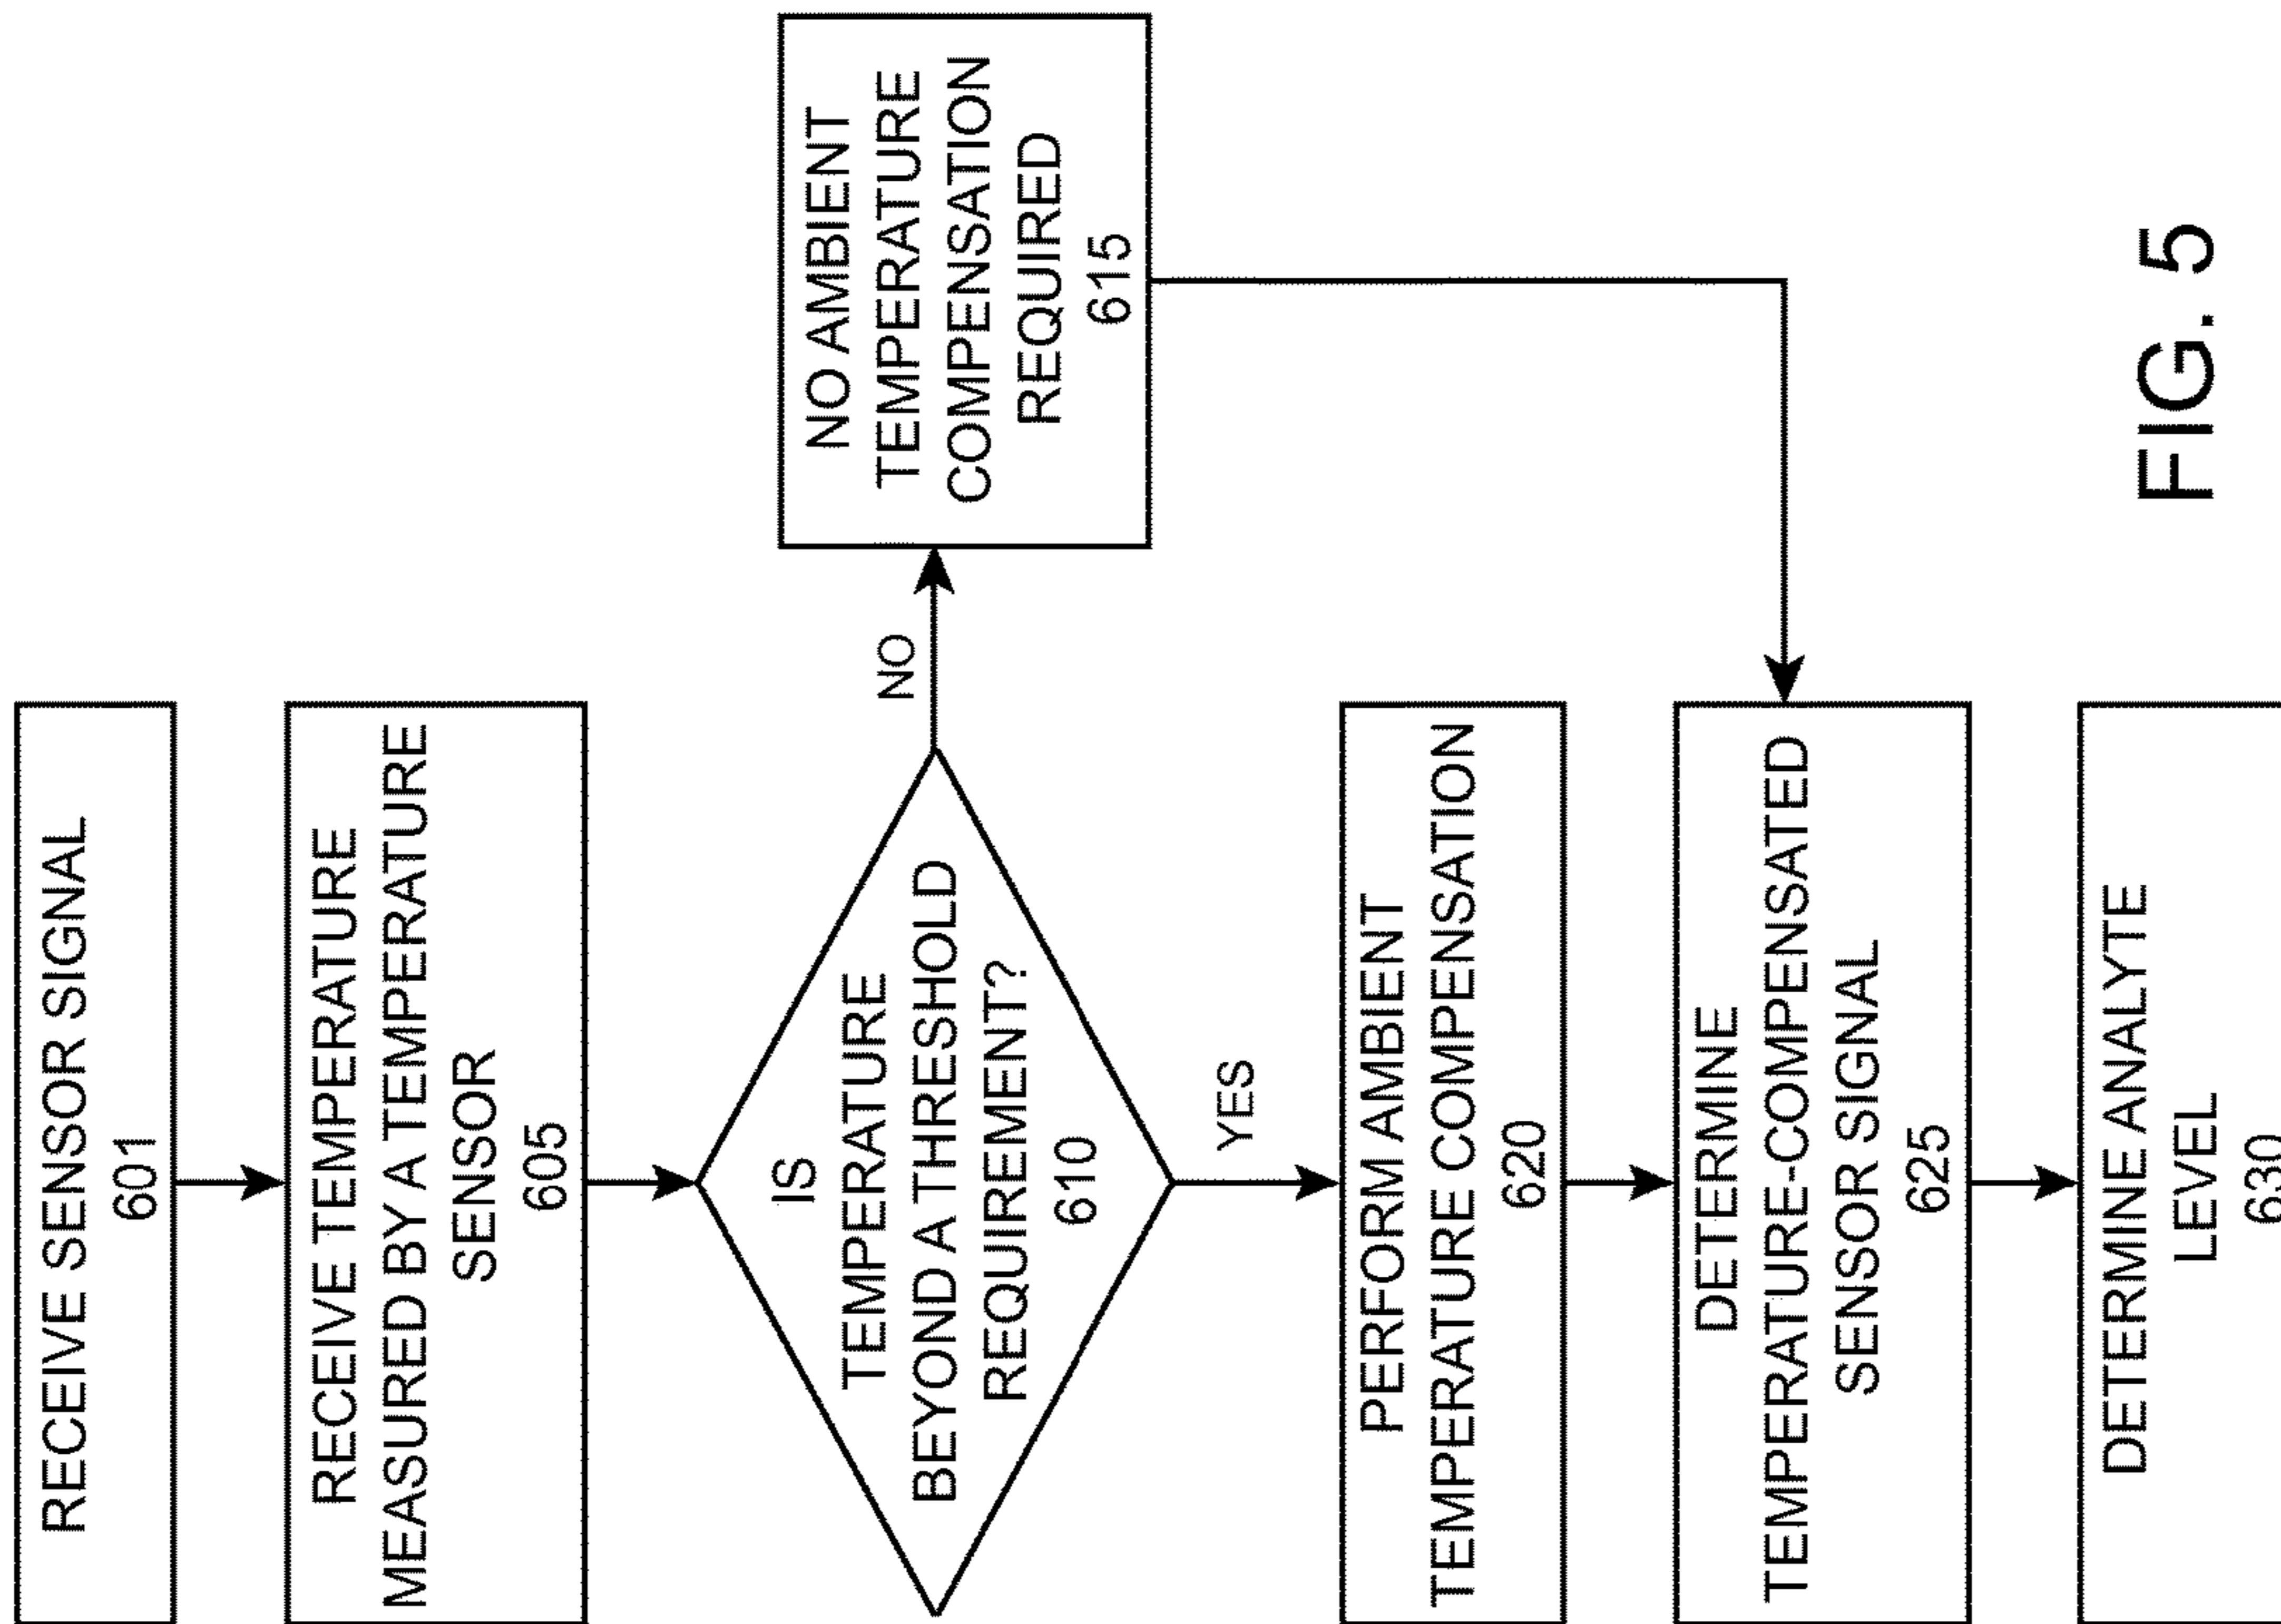 RECEIVE SENSOR SIGNAL
601
RECEIVE TEMPERATURE
MEASURED BY A TEMPERATURE
SENSOR
605
IS
TEMPERATURE
BEYOND A THRESHOLD
REQUIREMENT?
610
NO
NO AMBIENT
TEMPERATURE
COMPENSATION
REQUIRED
615
YES
PERFORM AMBIENT
TEMPERATURE COMPENSATION
620
DETERMINE
TEMPERATURE-COMPENSATED
SENSOR SIGNAL
625
DETERMINE ANALYTE
LEVEL
630
FIG. 5